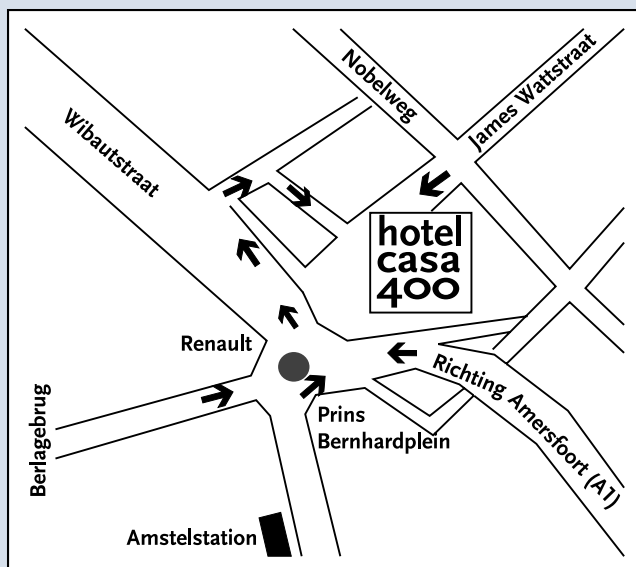 Nobelweg
James Wattstraat
Wibautstraat
hotel
casa
400
Renault
Richting Amersfoort (A1)
Prins
Bernhardplein
Berlagebrug
Amstelstation